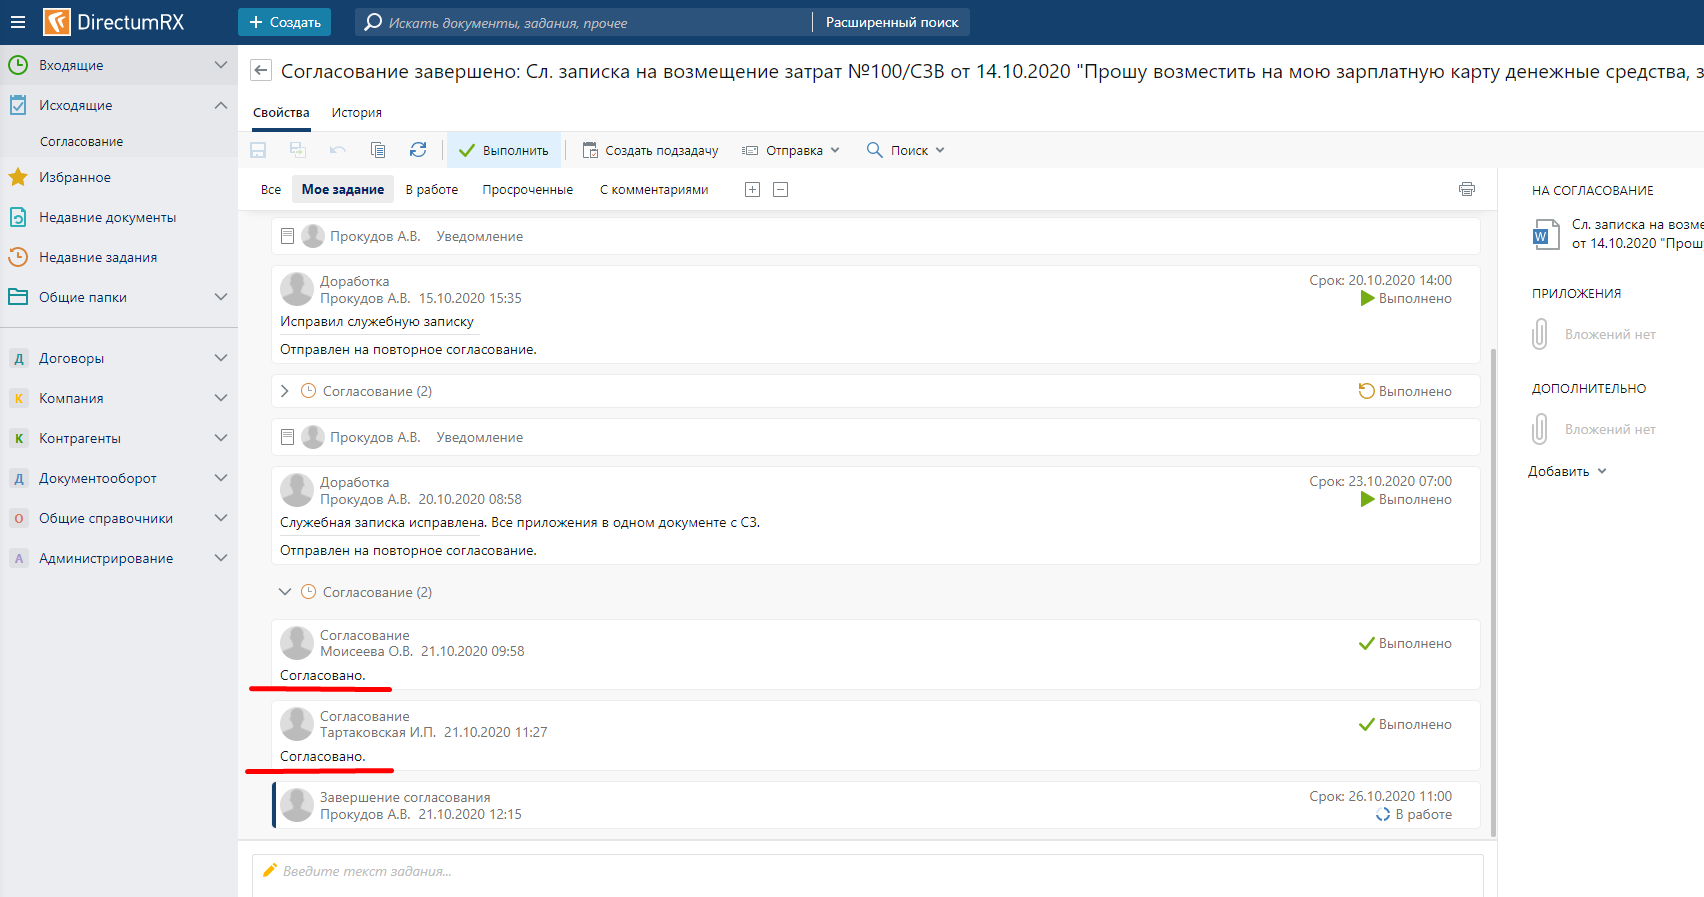 DirectumRX
Создать
Искать документы, задания, прочее
Расширенный поиск
Входящие
Исходящие
Согласование
Избранное
Недавние документы
Недавние задания
Общие папки
Д Договоры
К Компания
К Контрагенты
Д Документооборот
О Общие справочники
А Администрирование
Согласование завершено: Сл. записка на возмещение затрат №100/СЗВ от 14.10.2020 "Прошу возместить на мою зарплатную карту денежные средства, з
Свойства История
Выполнить Создать подзадачу Отправка Поиск
Все Мое задание В работе Просроченные С комментариями
Прокудов А.В. Уведомление
Доработка Срок: 20.10.2020 14:00
Прокудов А.В. 15.10.2020 15:35 Выполнено
Исправил служебную записку
Отправлен на повторное согласование.
Согласование (2) Выполнено
Прокудов А.В. Уведомление
Доработка Срок: 23.10.2020 07:00
Прокудов А.В. 20.10.2020 08:58 Выполнено
Служебная записка исправлена. Все приложения в одном документе с СЗ.
Отправлен на повторное согласование.
Согласование (2)
Согласование
Моисеева О.В. 21.10.2020 09:58 Выполнено
Согласовано.
Согласование
Тартаковская И.П. 21.10.2020 11:27 Выполнено
Согласовано.
Завершение согласования Срок: 26.10.2020 11:00
Прокудов А.В. 21.10.2020 12:15 В работе
Введите текст задания...
НА СОГЛАСОВАНИЕ
W
Сл. записка на возме
от 14.10.2020 "Прош
ПРИЛОЖЕНИЯ
Вложений нет
ДОПОЛНИТЕЛЬНО
Вложений нет
Добавить